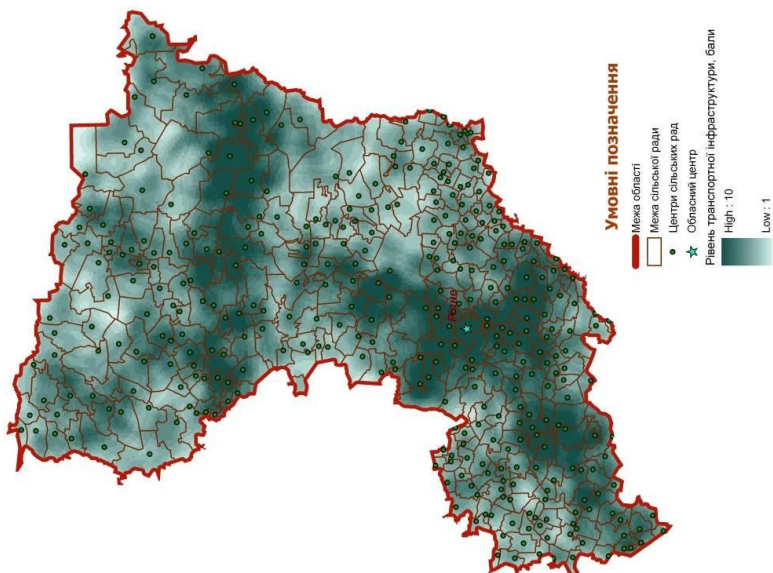 Рівне
Умовні позначення
Межа області
Межа сільської ради
Центри сільських рад
Обласний центр
Рівень транспортної інфраструктури, бали
High : 10
Low : 1